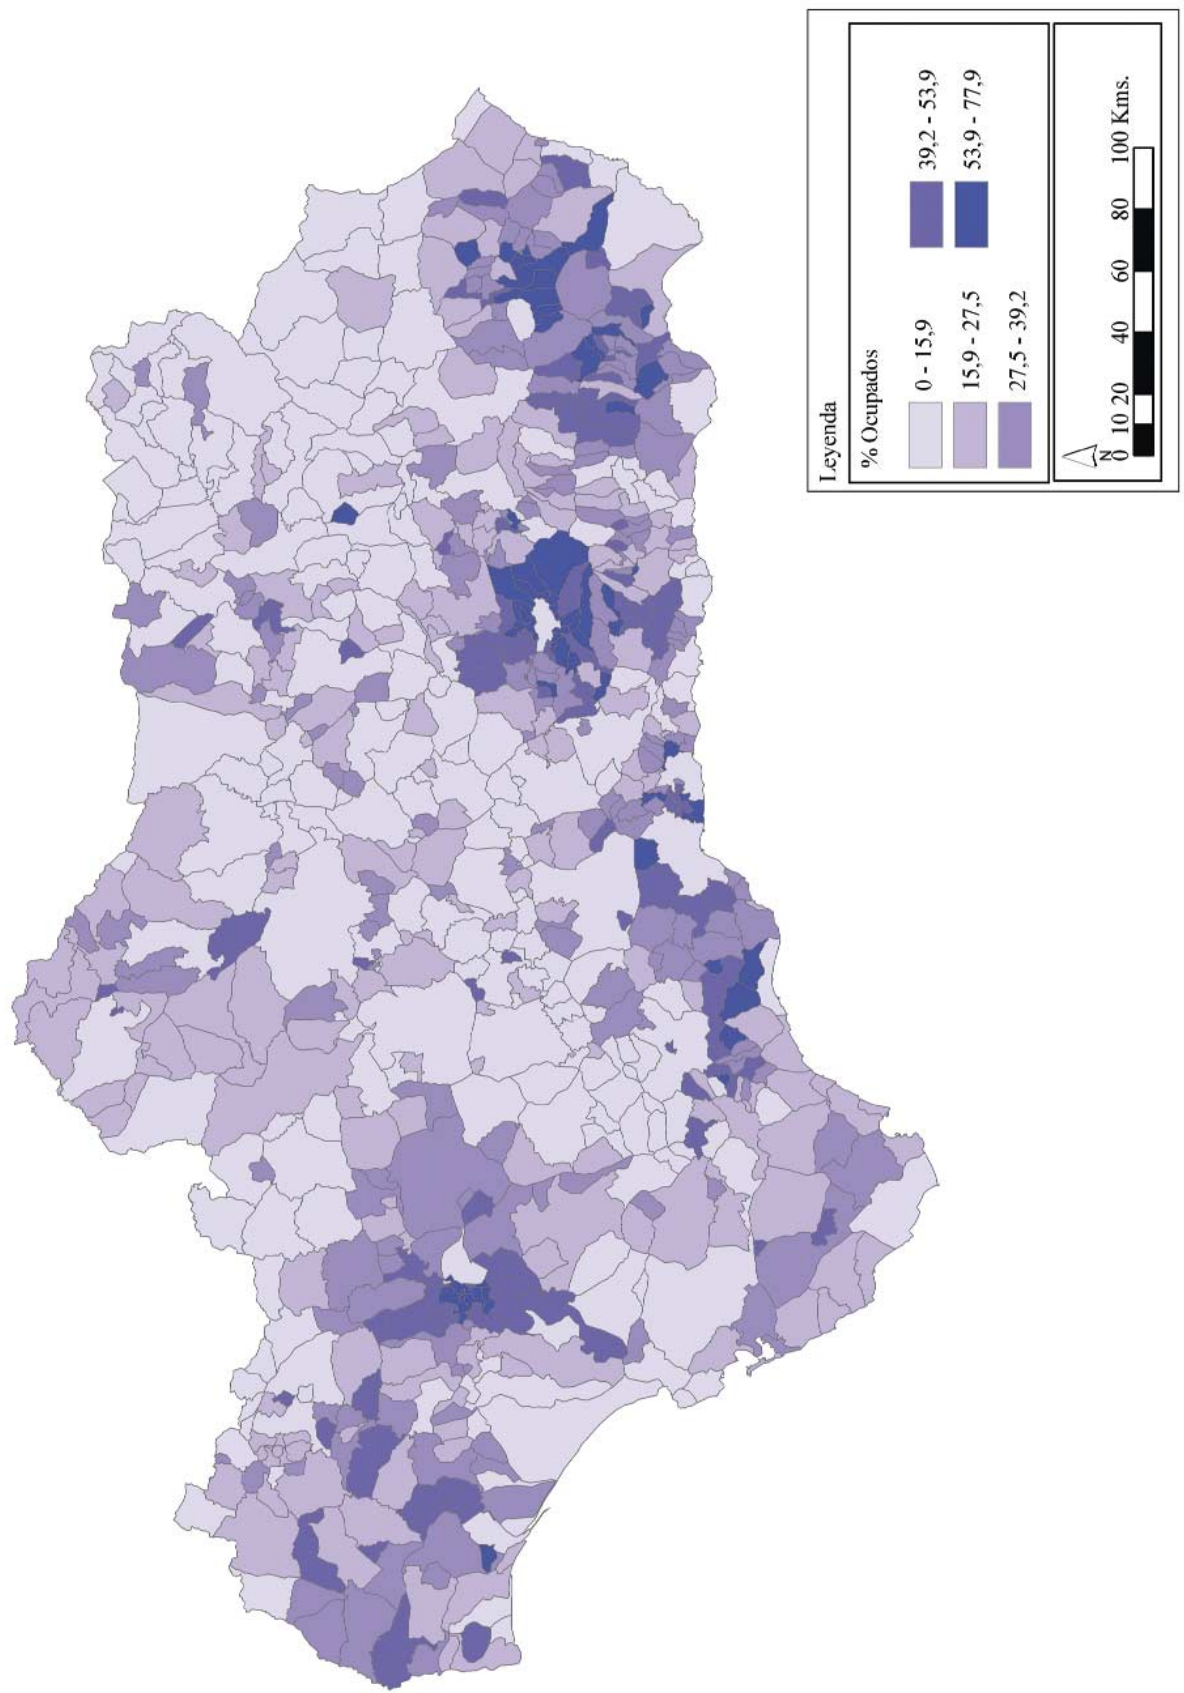 Leyenda
% Ocupados
0 - 15,9
15,9 - 27,5
27,5 - 39,2
39,2 - 53,9
53,9 - 77,9
N
0 10 20 40 60 80 100 Kms.